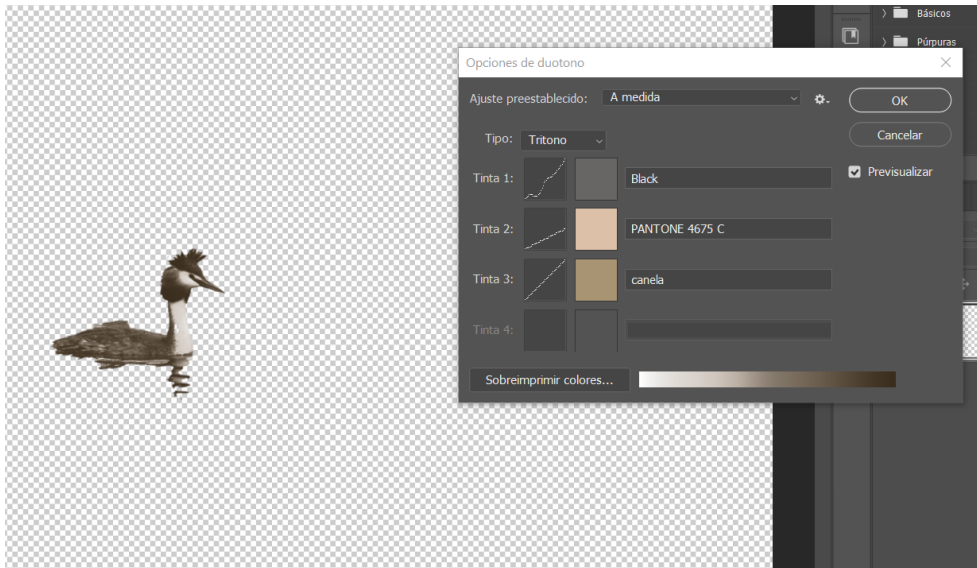 Básicos
Púrpuras
Opciones de duotono
Ajuste preestablecido: A medida
OK
Tipo: Tritono
Cancelar
Previsualizar
Tinta 1: Black
Tinta 2: PANTONE 4675 C
Tinta 3: canela
Tinta 4:
Sobreimprimir colores...